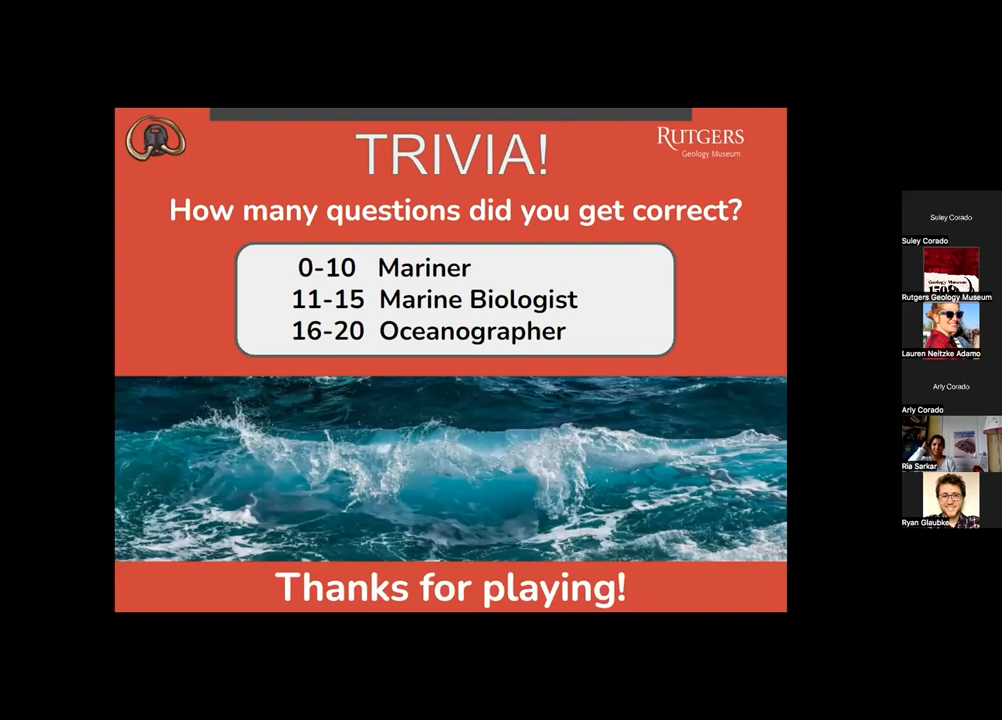 TRIVIA!
RUTGERS
Geology Museum
How many questions did you get correct?
0-10 Mariner
11-15 Marine Biologist
16-20 Oceanographer
Thanks for playing!
Suley Corado
Suley Corado
Geology Museum
Rutgers Geology Museum
Lauren Neitzke Adamo
Arly Corado
Arly Corado
Ria Sarkar
Ryan Glaubke